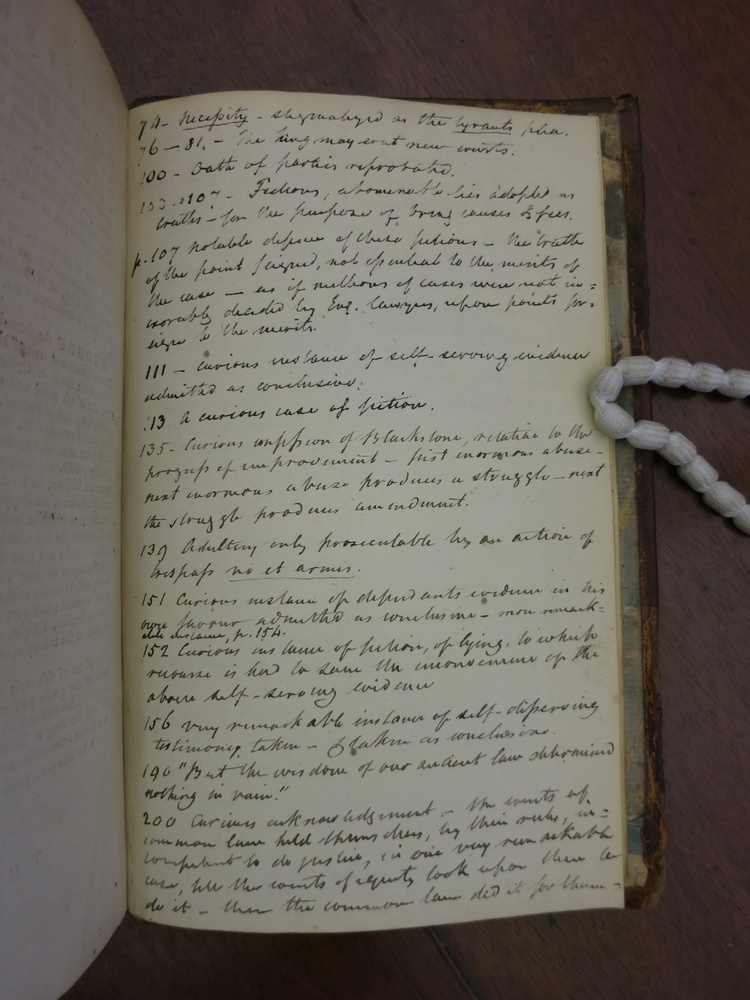 74 - Necessity - stigmatized as the tyrants plea.
76 - 81. - The king may erect new courts.
100 - Oath of parties reprobated.
103..107 - Fictions, abominable lies adopted as
truths - for the purpose of bring causes & fees.
p. 107 notable defence of these fictions - the truth
of the point feigned, not essential to the merits of
the case - as if millions of cases were not in=
exorably decided by Eng. lawyers, upon points for=
eign to the merits.
111 - curious instance of self-serving evidence
admitted as conclusive.
113 A curious case of fiction.
135 - Curious confession of Blackstone, relative to the
progress of improvement - first enormous abuse -
next enormous abuse produces a struggle - next
the struggle produces amendment.
139 Adultery only prosecutable by an action of
trespass vi et armis.
151 Curious instance of defendants evidence in his
own favour admitted as conclusive - more remark=
able instance, p. 154.
152 Curious instance of fiction, of lying, to which
recourse is had to save the inconvenience of the
above self-serving evidence
156 very remarkable instance of self-disserving
testimony taken - & taken as conclusive.
190 "But the wisdom of our ancient law determined
nothing in vain."
200 Curious acknowledgment - the courts of
common law held themselves, by their rules, in=
competent to do justice, in one very remarkable
case, till the courts of equity took upon them to
do it - then the common law did it for them-